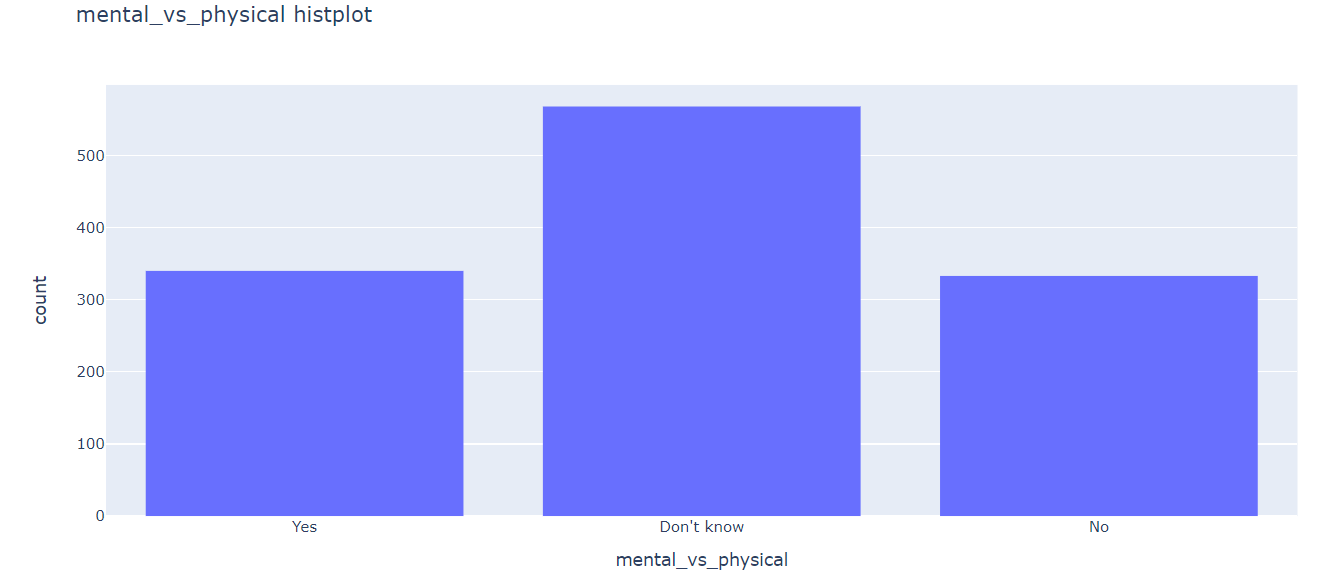 mental_vs_physical histplot
500
400
300
200
100
0
count
Yes
Don't know
No
mental_vs_physical